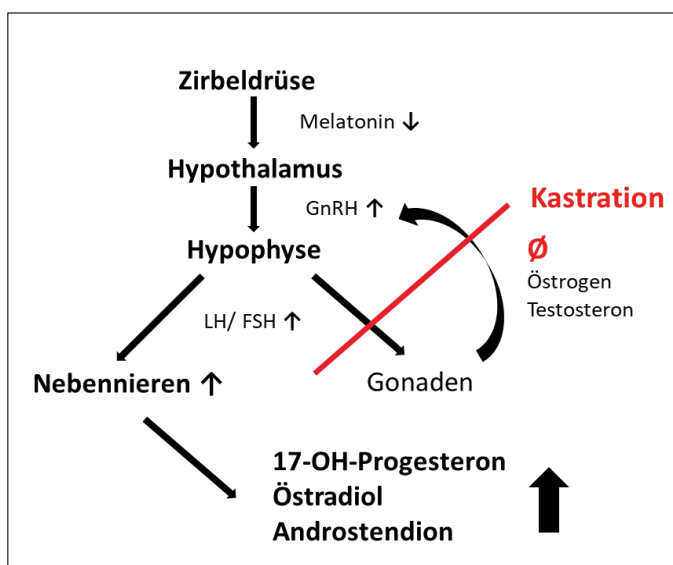 Zirbeldrüse
Melatonin ↓
Hypothalamus
GnRH ↑
Kastration
Hypophyse
Ø
Östrogen
Testosteron
LH/ FSH ↑
Nebennieren ↑
Gonaden
17-OH-Progesteron
Östradiol
Androstendion